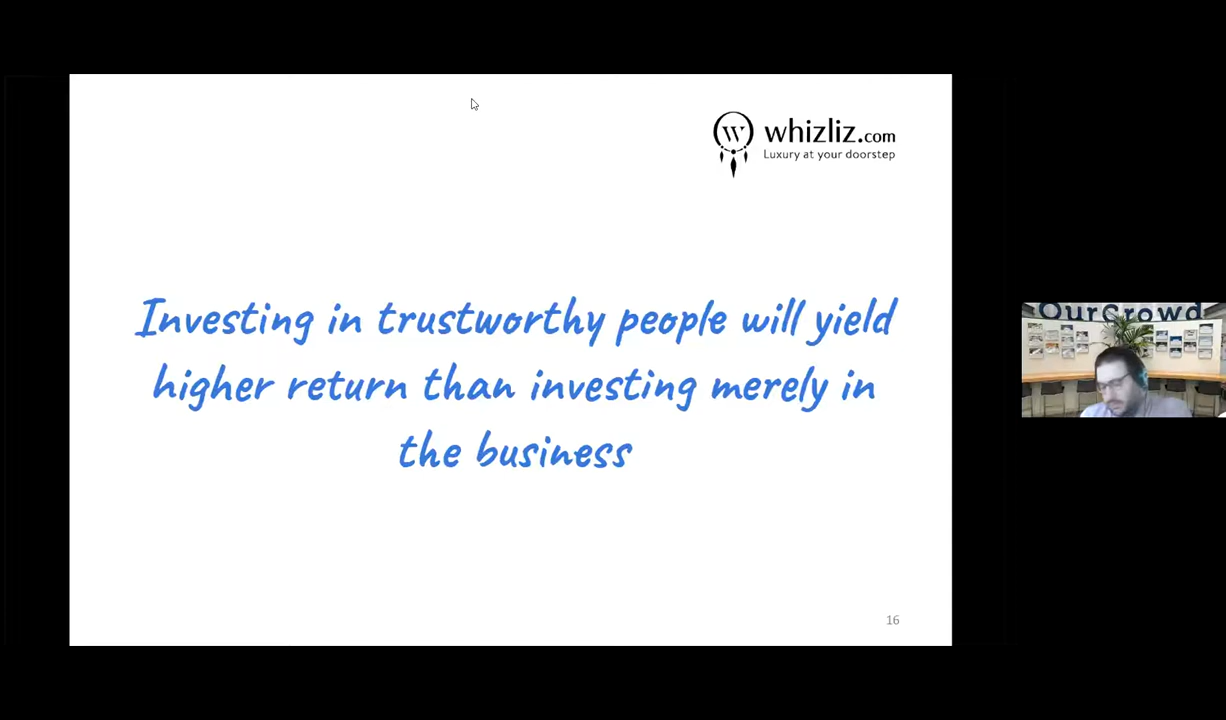 W whizliz.com
Luxury at your doorstep
Investing in trustworthy people will yield
higher return than investing merely in
the business
16
OurCrowd